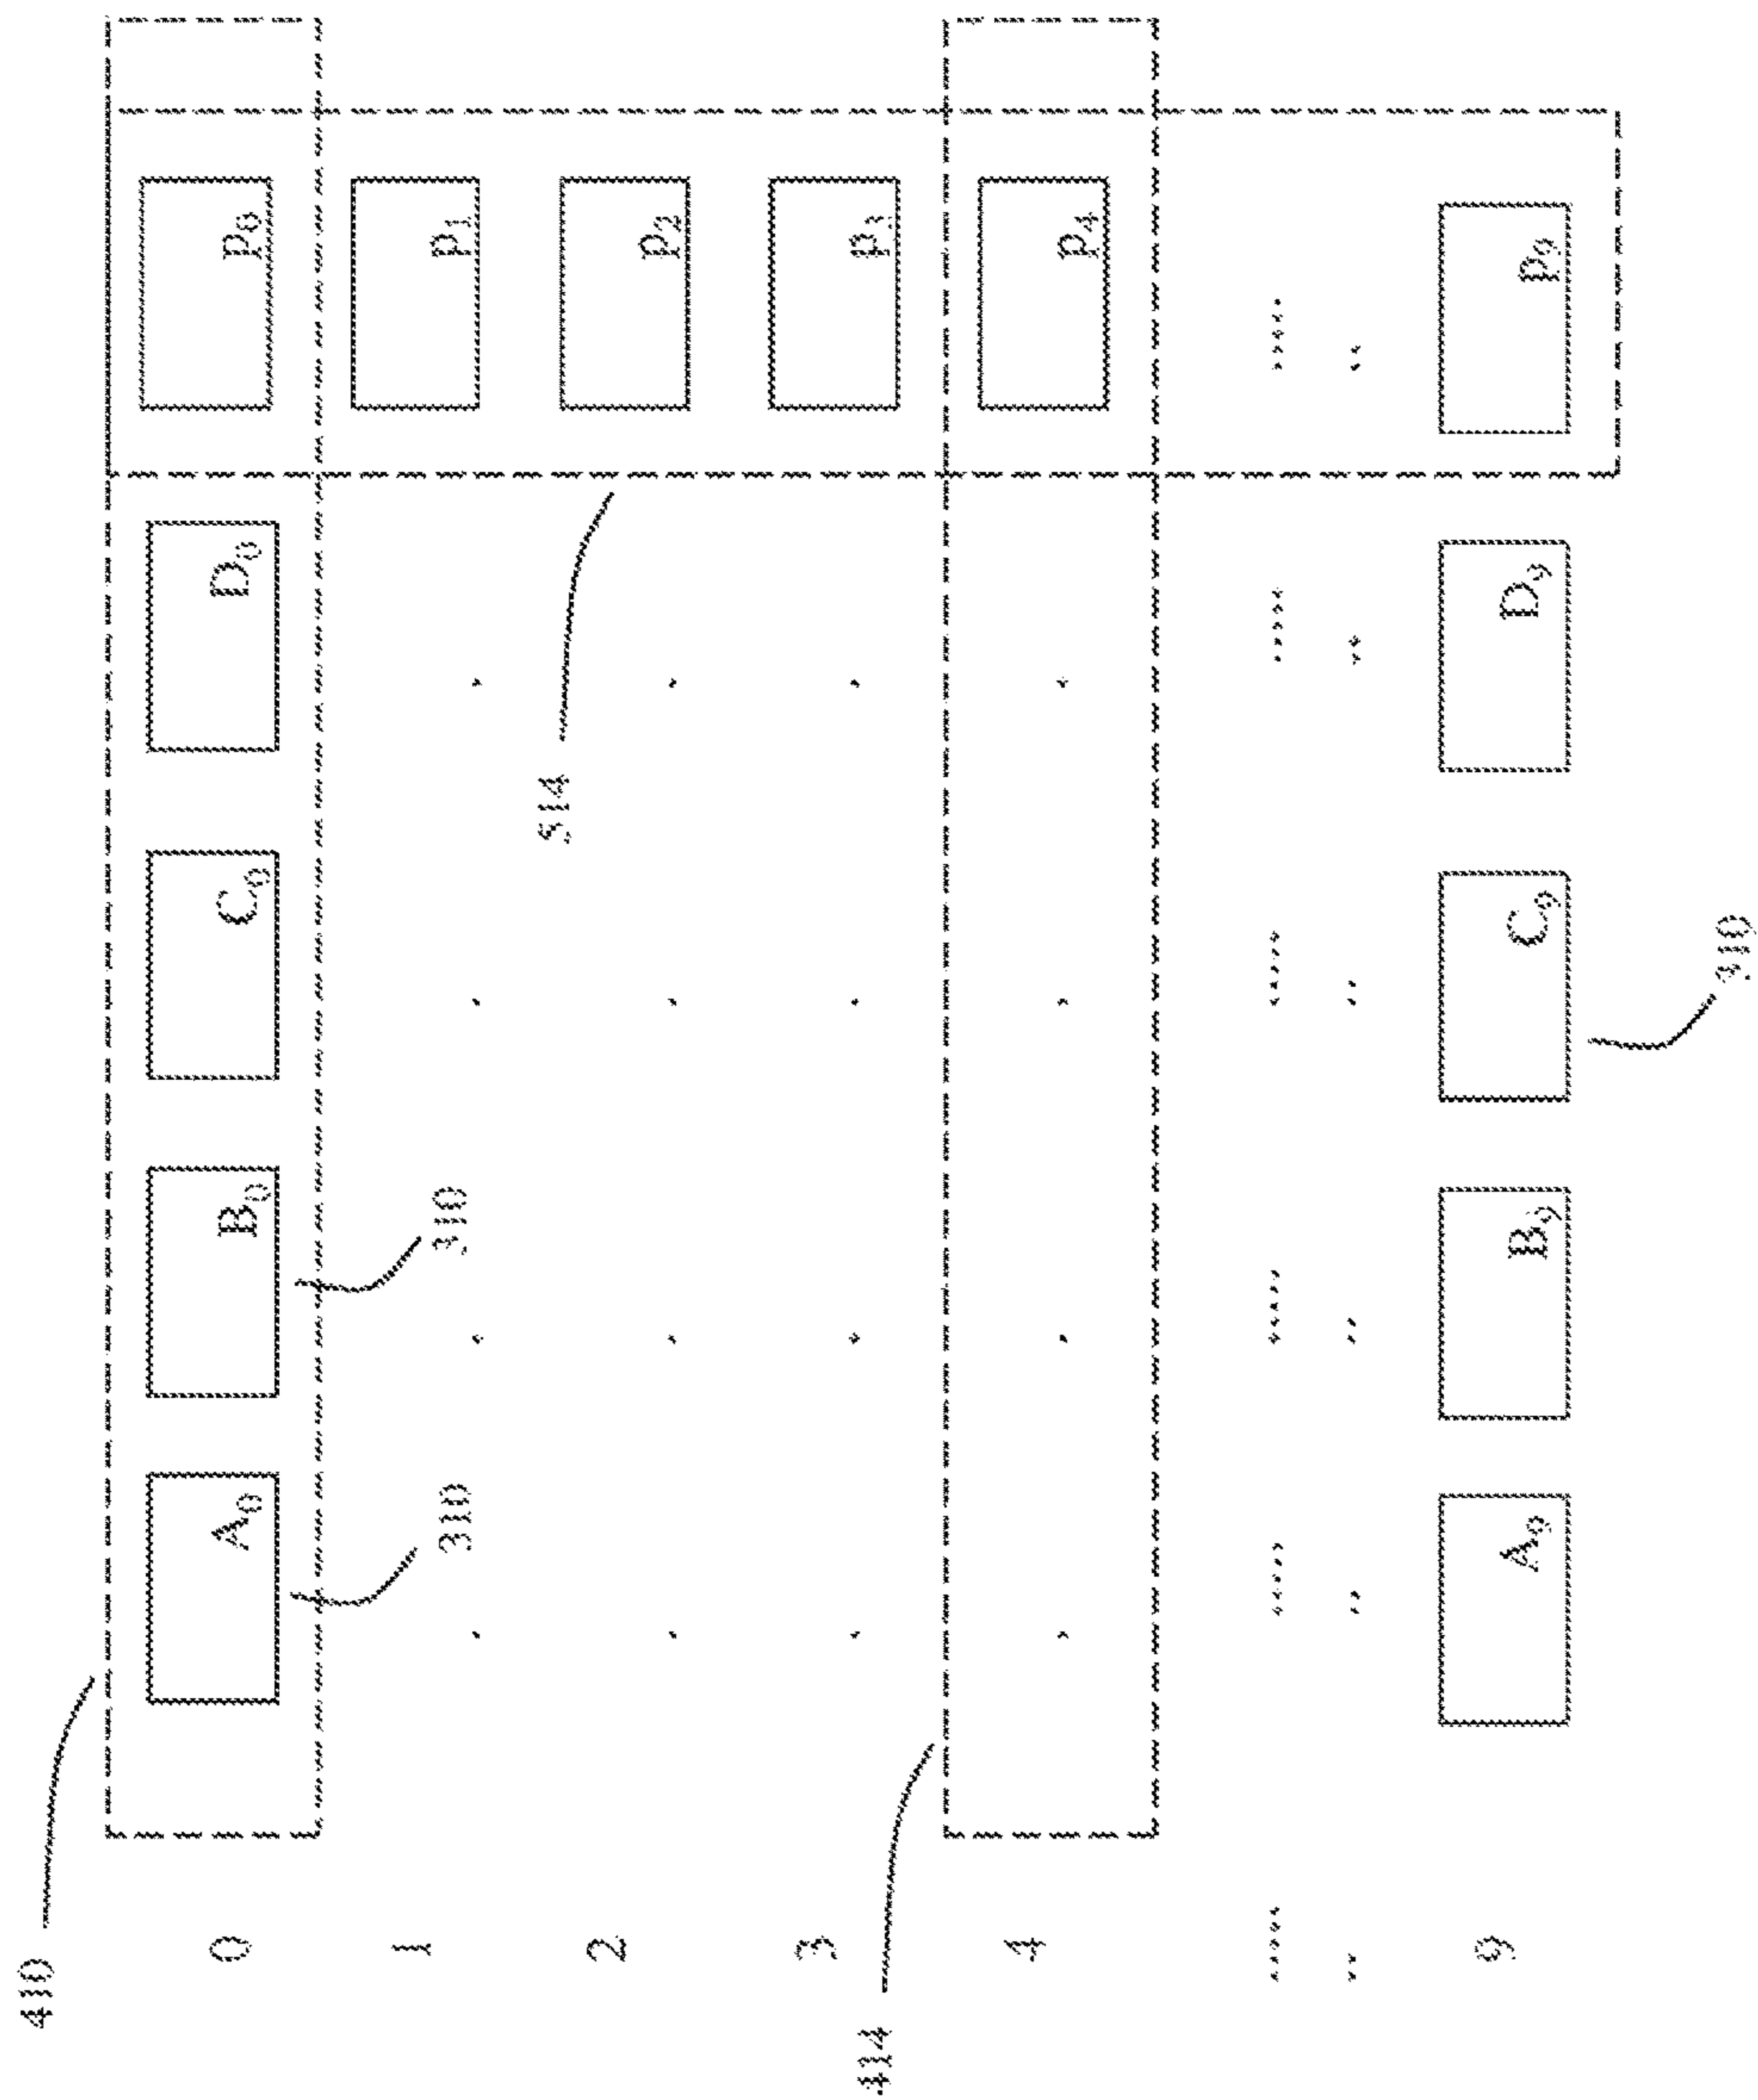 410
0 A₀ B₀ C₀ D₀ p₀
1 310 310 p₁
514
2 p₂
3 p₃
414
4 p₄
..... ..... ..... ..... ..... .....
.. .. .. .. .. ..
9 A₉ B₉ C₉ D₉ p₉
310